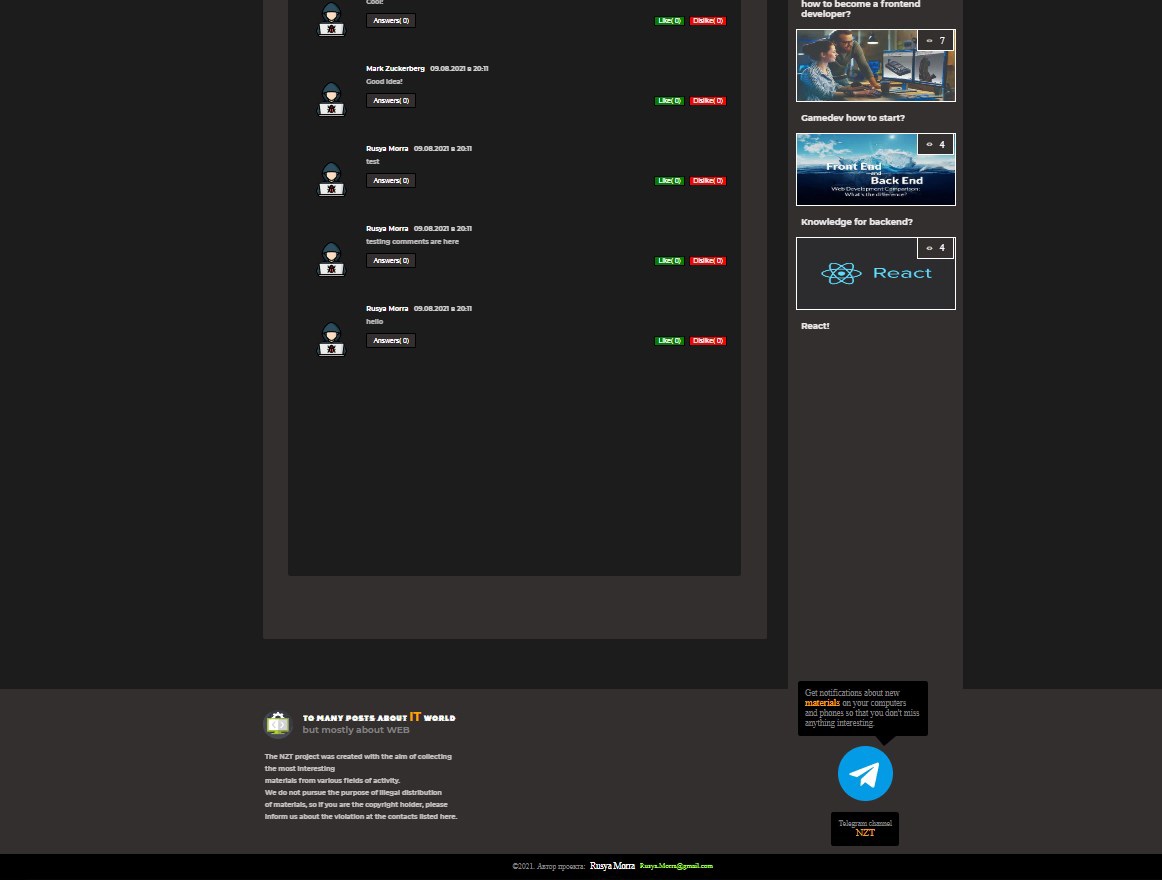 Cool!
Answers( 0)
Like( 0) Dislike( 0)
Mark Zuckerberg 09.08.2021 в 20:11
Good idea!
Answers( 0)
Like( 0) Dislike( 0)
Rusya Morra 09.08.2021 в 20:11
test
Answers( 0)
Like( 0) Dislike( 0)
Rusya Morra 09.08.2021 в 20:11
testing comments are here
Answers( 0)
Like( 0) Dislike( 0)
Rusya Morra 09.08.2021 в 20:11
hello
Answers( 0)
Like( 0) Dislike( 0)
how to become a frontend
developer?
7
Gamedev how to start?
4
Front End
and
Back End
Web Development Comparison:
What's the difference?
Knowledge for backend?
4
React
React!
TO MANY POSTS ABOUT IT WORLD
but mostly about WEB
The NZT project was created with the aim of collecting
the most interesting
materials from various fields of activity.
We do not pursue the purpose of illegal distribution
of materials, so if you are the copyright holder, please
inform us about the violation at the contacts listed here.
Get notifications about new
materials on your computers
and phones so that you don't miss
anything interesting.
Telegram channel
NZT
©2021. Автор проекта: Rusya Morra Rusya.Morra@gmail.com